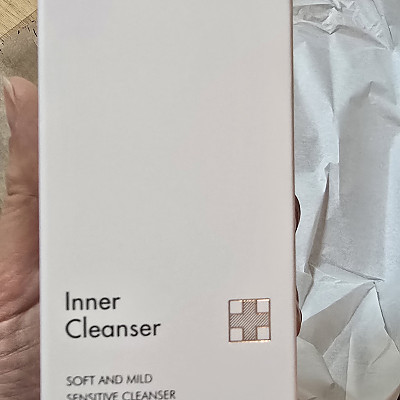 Inner
Cleanser
SOFT AND MILD
SENSITIVE CLEANSER